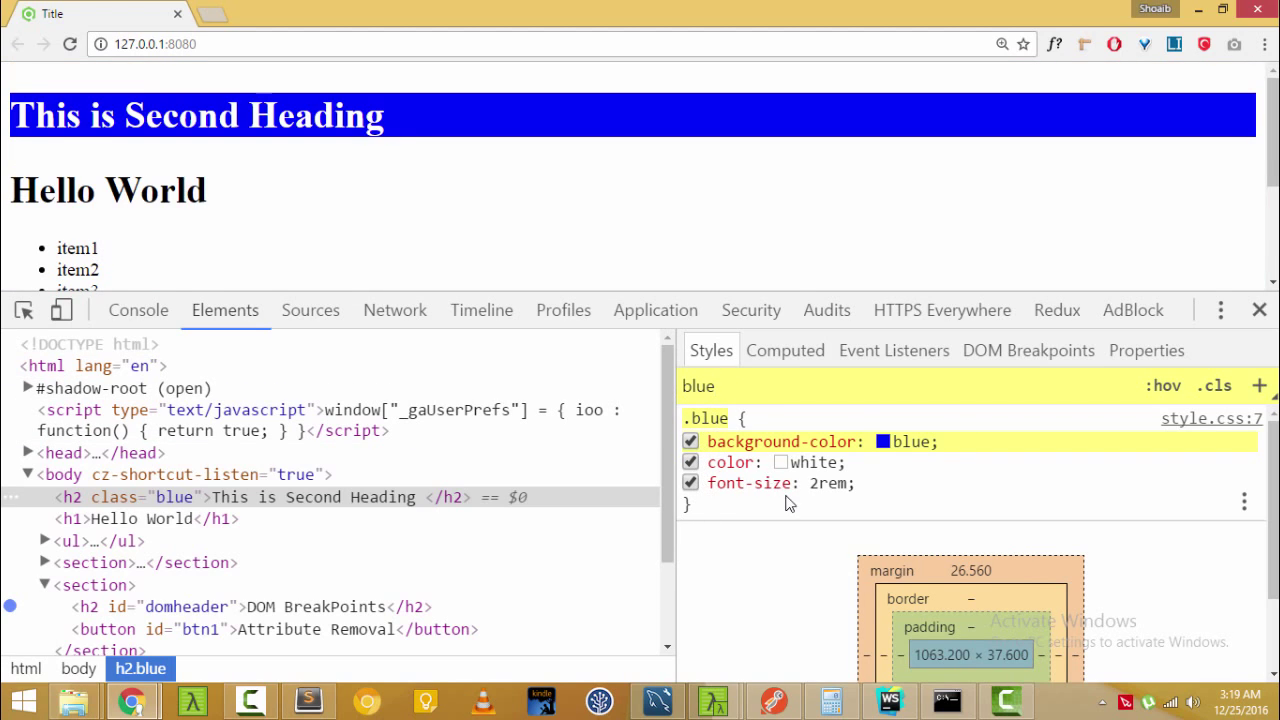 Title
Shoaib
127.0.0.1:8080
f?
LI
This is Second Heading
Hello World
item1
item2
Console Elements Sources Network Timeline Profiles Application Security Audits HTTPS Everywhere Redux AdBlock
<!DOCTYPE html>
<html lang="en">
#shadow-root (open)
<script type="text/javascript">window["_gaUserPrefs"] = { ioo :
function() { return true; } }</script>
<head>…</head>
<body cz-shortcut-listen="true">
<h2 class="blue">This is Second Heading </h2> == $0
<h1>Hello World</h1>
<ul>…</ul>
<section>…</section>
<section>
<h2 id="domheader">DOM BreakPoints</h2>
<button id="btn1">Attribute Removal</button>
</section>
html body h2.blue
Styles Computed Event Listeners DOM Breakpoints Properties
blue :hov .cls +
.blue { style.css:7
background-color: blue;
color: white;
font-size: 2rem;
}
margin 26.560
border –
padding –
– – – 1063.200 × 37.600 – – –
Activate Windows
PC settings to activate Windows.
kindle
WS
3:19 AM
12/25/2016